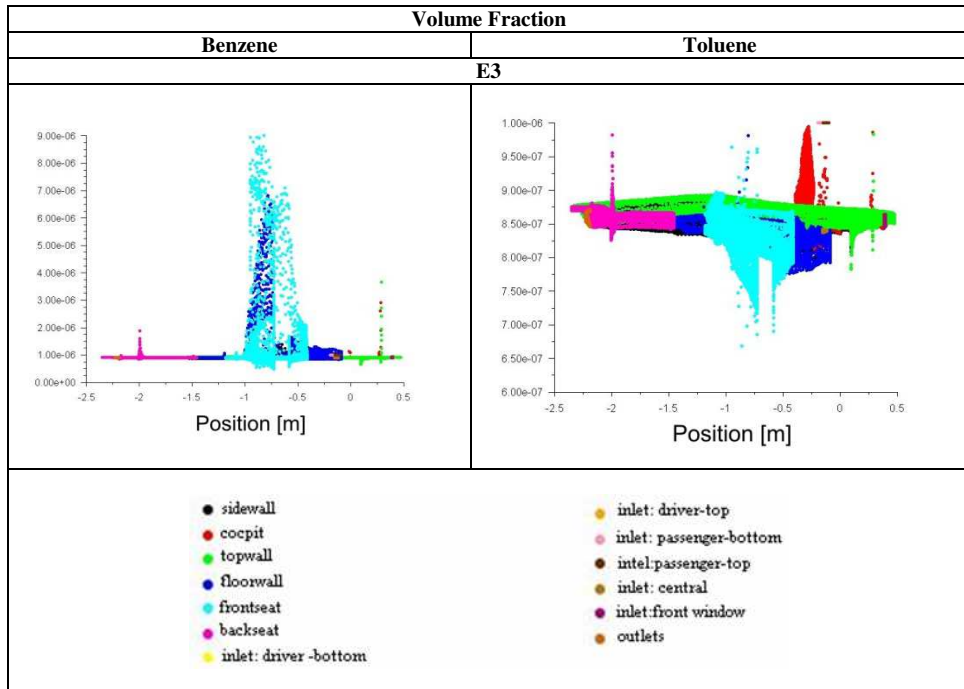 Volume Fraction
Benzene Toluene
E3
9.00e-06
8.00e-06
7.00e-06
6.00e-06
5.00e-06
4.00e-06
3.00e-06
2.00e-06
1.00e-06
0.00e+00
-2.5 -2 -1.5 -1 -0.5 0 0.5
Position [m]
1.00e-06
9.50e-07
9.00e-07
8.50e-07
8.00e-07
7.50e-07
7.00e-07
6.50e-07
6.00e-07
-2.5 -2 -1.5 -1 -0.5 0 0.5
Position [m]
sidewall
cocpit
topwall
floorwall
frontseat
backseat
inlet: driver -bottom
inlet: driver-top
inlet: passenger-bottom
intel:passenger-top
inlet: central
inlet:front window
outlets